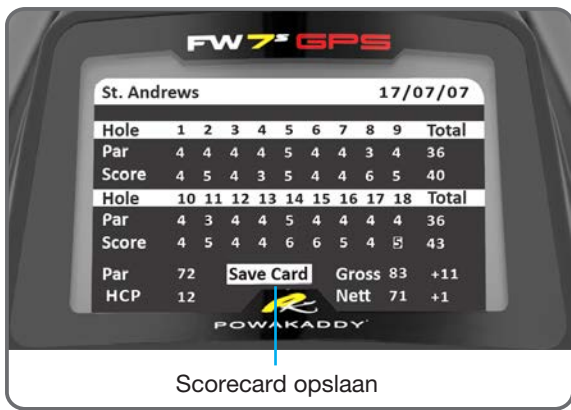 FW 7s GPS
St. Andrews 17/07/07
Hole 1 2 3 4 5 6 7 8 9 Total
Par 4 4 4 4 5 4 4 3 4 36
Score 4 5 4 3 5 4 4 6 5 40
Hole 10 11 12 13 14 15 16 17 18 Total
Par 4 3 4 4 5 4 4 4 4 36
Score 4 5 4 4 6 6 5 4 5 43
Par 72 Save Card Gross 83 +11
HCP 12 Nett 71 +1
POWAKADDY
Scorecard opslaan